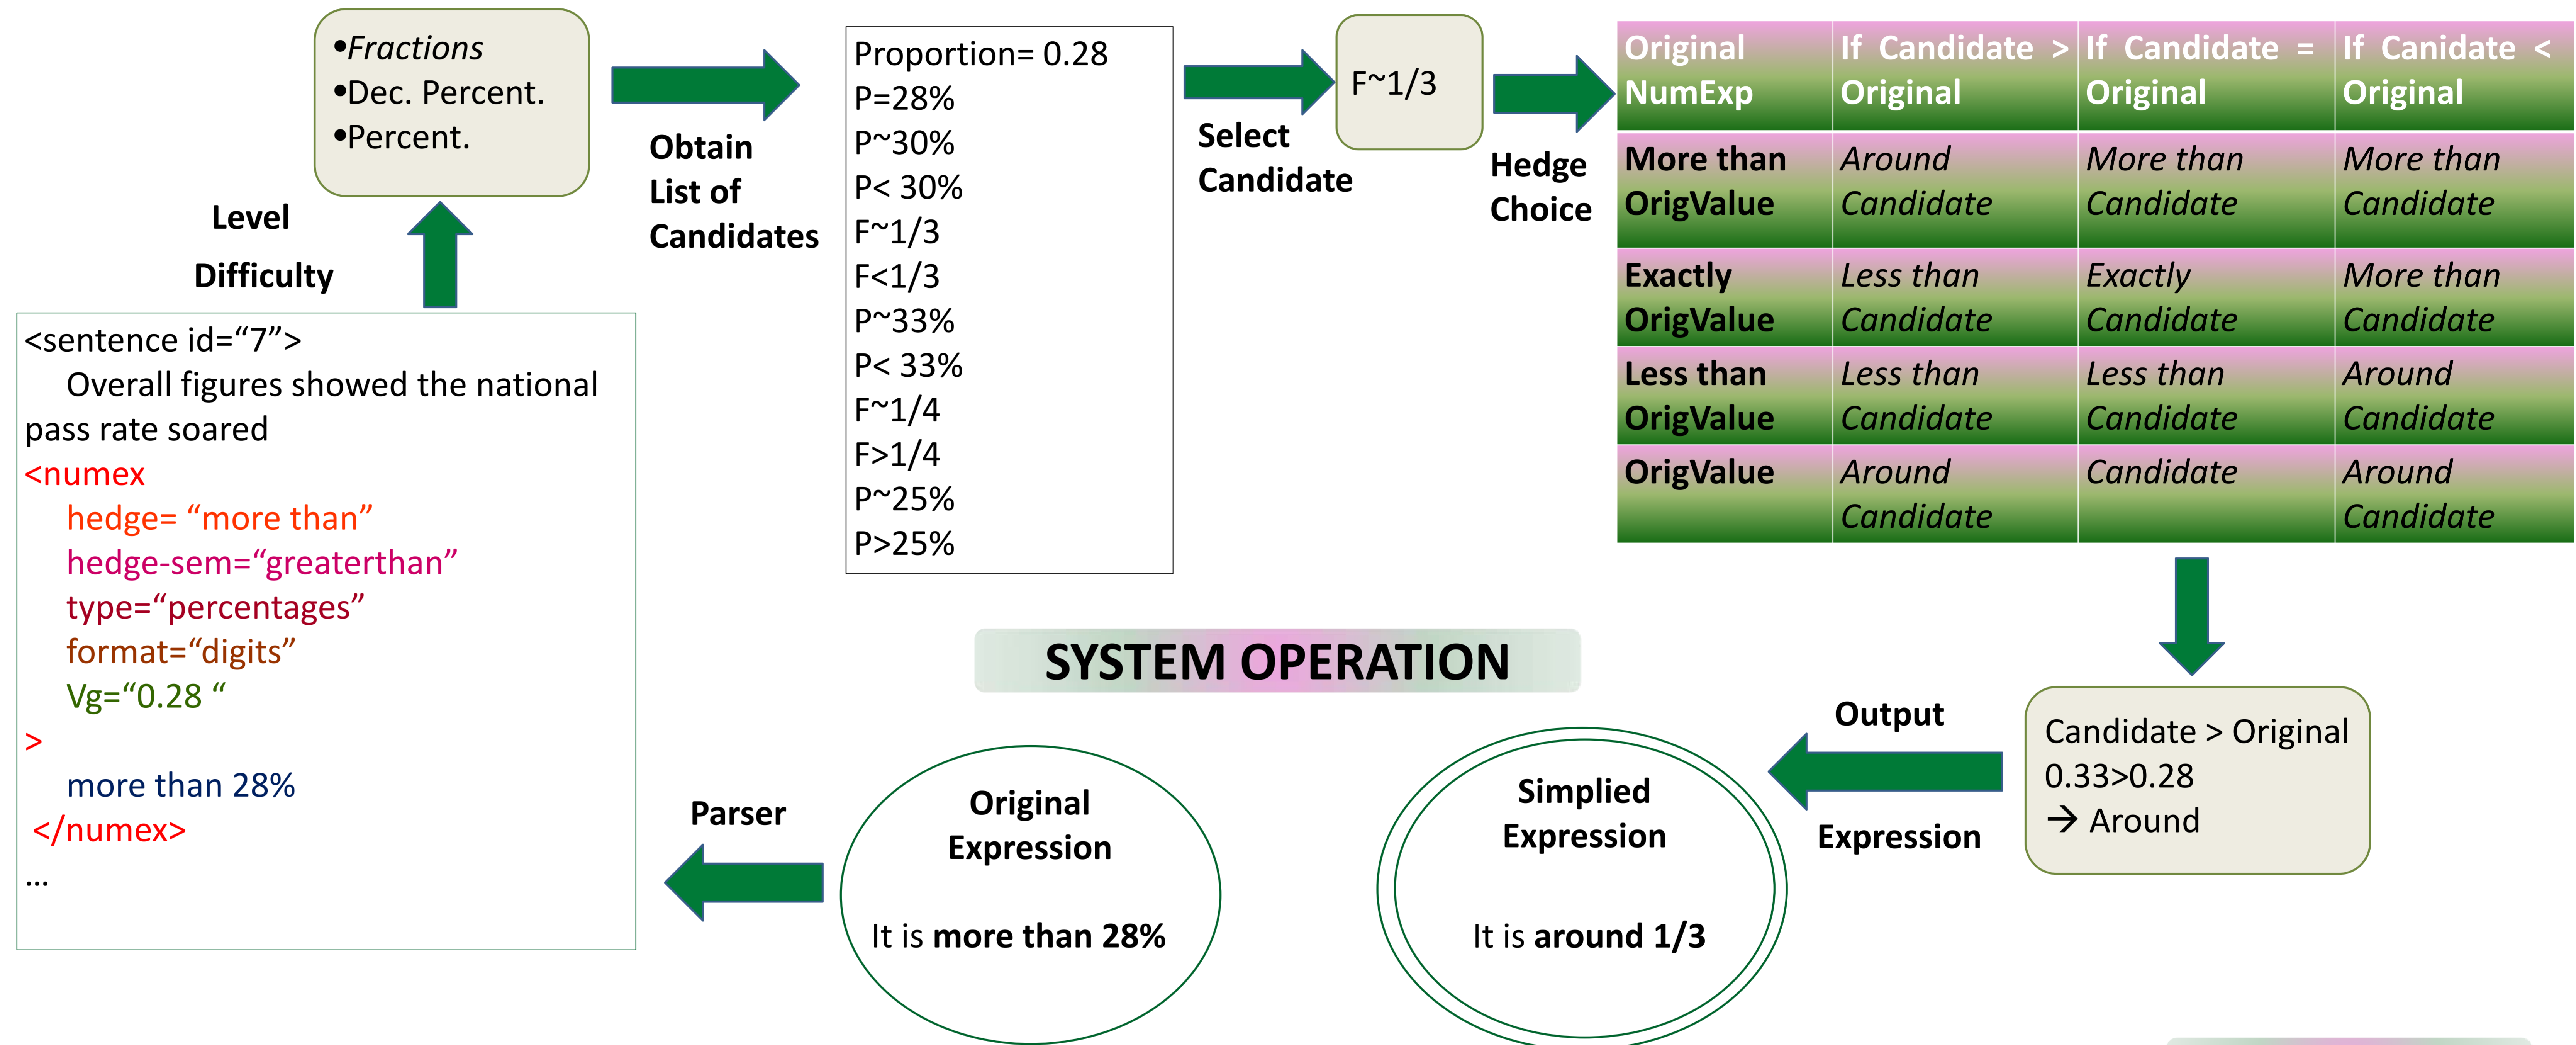 •Fractions
•Dec. Percent.
•Percent.
Level
Difficulty
Obtain
List of
Candidates
Proportion= 0.28
P=28%
P~30%
P< 30%
F~1/3
F<1/3
P~33%
P< 33%
F~1/4
F>1/4
P~25%
P>25%
Select
Candidate
F~1/3
Hedge
Choice
Original If Candidate > If Candidate = If Canidate <
NumExp Original Original Original
More than Around More than More than
OrigValue Candidate Candidate Candidate
Exactly Less than Exactly More than
OrigValue Candidate Candidate Candidate
Less than Less than Less than Around
OrigValue Candidate Candidate Candidate
OrigValue Around Candidate Around
Candidate Candidate
<sentence id=“7”>
Overall figures showed the national
pass rate soared
<numex
hedge= “more than”
hedge-sem=“greaterthan”
type=“percentages”
format=“digits”
Vg=“0.28 “
>
more than 28%
</numex>
...
SYSTEM OPERATION
Parser
Original
Expression
It is more than 28%
Simplied
Expression
It is around 1/3
Output
Expression
Candidate > Original
0.33>0.28
→ Around